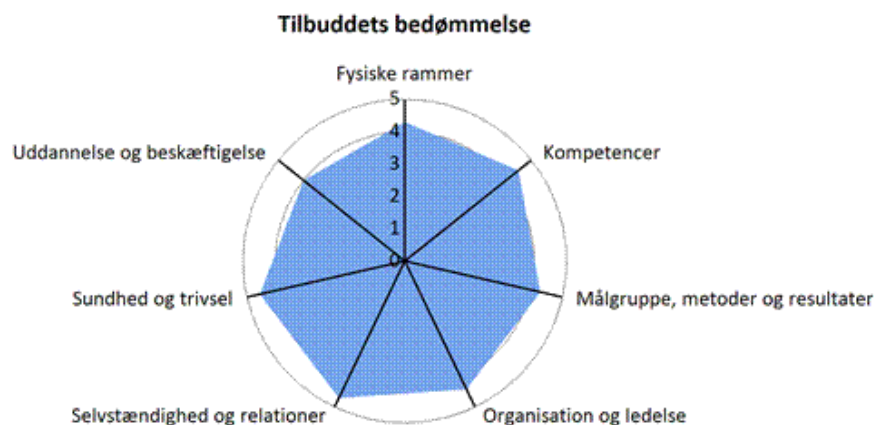 Tilbuddets bedømmelse
Fysiske rammer
5
4
3
2
1
0
Kompetencer
Målgruppe, metoder og resultater
Organisation og ledelse
Selvstændighed og relationer
Sundhed og trivsel
Uddannelse og beskæftigelse